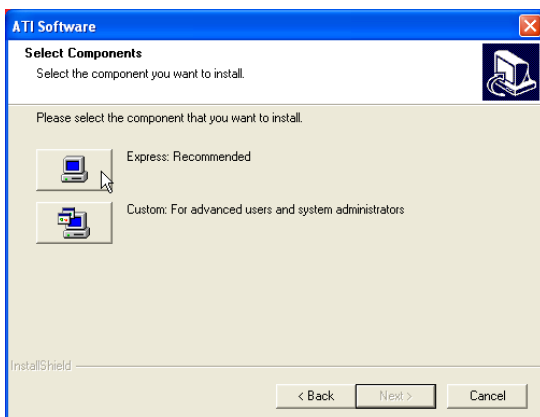 ATI Software
Select Components
Select the component you want to install.
Please select the component that you want to install.
Express: Recommended
Custom: For advanced users and system administrators
InstallShield
< Back
Next >
Cancel